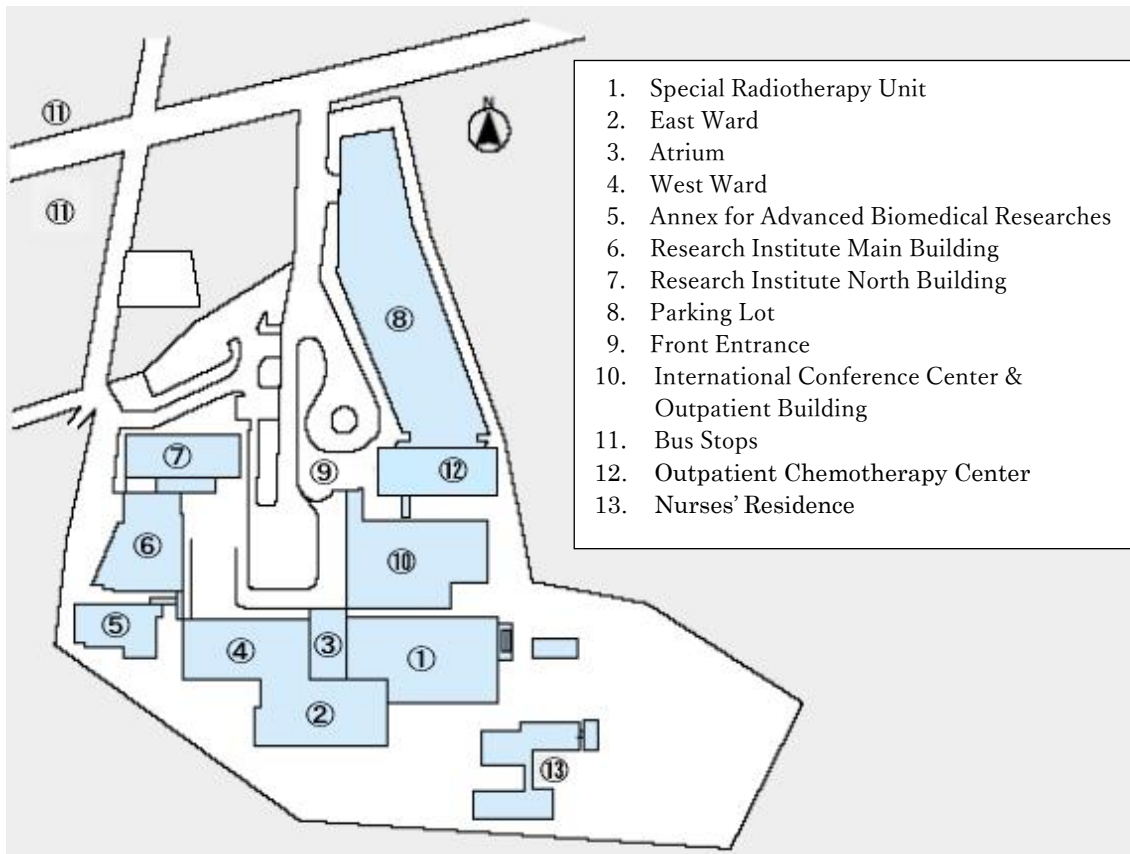 N
1. Special Radiotherapy Unit
2. East Ward
3. Atrium
4. West Ward
5. Annex for Advanced Biomedical Researches
6. Research Institute Main Building
7. Research Institute North Building
8. Parking Lot
9. Front Entrance
10. International Conference Center &
Outpatient Building
11. Bus Stops
12. Outpatient Chemotherapy Center
13. Nurses’ Residence
⑪
⑪
⑧
⑦
⑨
⑫
⑥
⑩
⑤
④
③
①
②
⑬